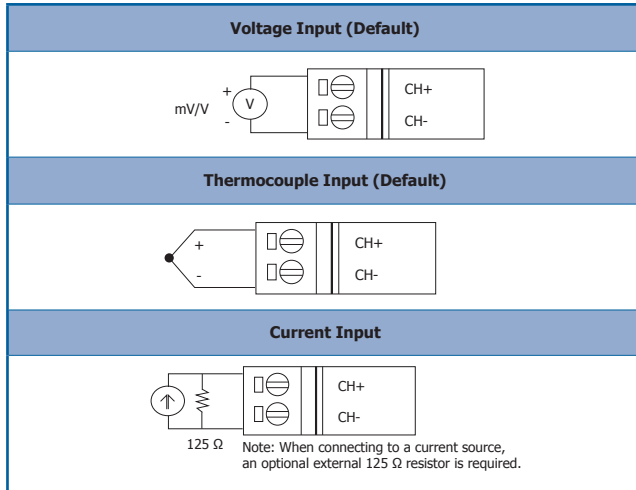 Voltage Input (Default)
mV/V
+
V
-
CH+
CH-
Thermocouple Input (Default)
+
-
CH+
CH-
Current Input
CH+
CH-
125 Ω
Note: When connecting to a current source,
an optional external 125 Ω resistor is required.